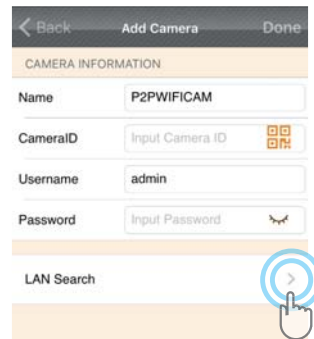 Back Add Camera Done
CAMERA INFORMATION
Name P2PWIFICAM
CameraID Input Camera ID
Username admin
Password Input Password
LAN Search